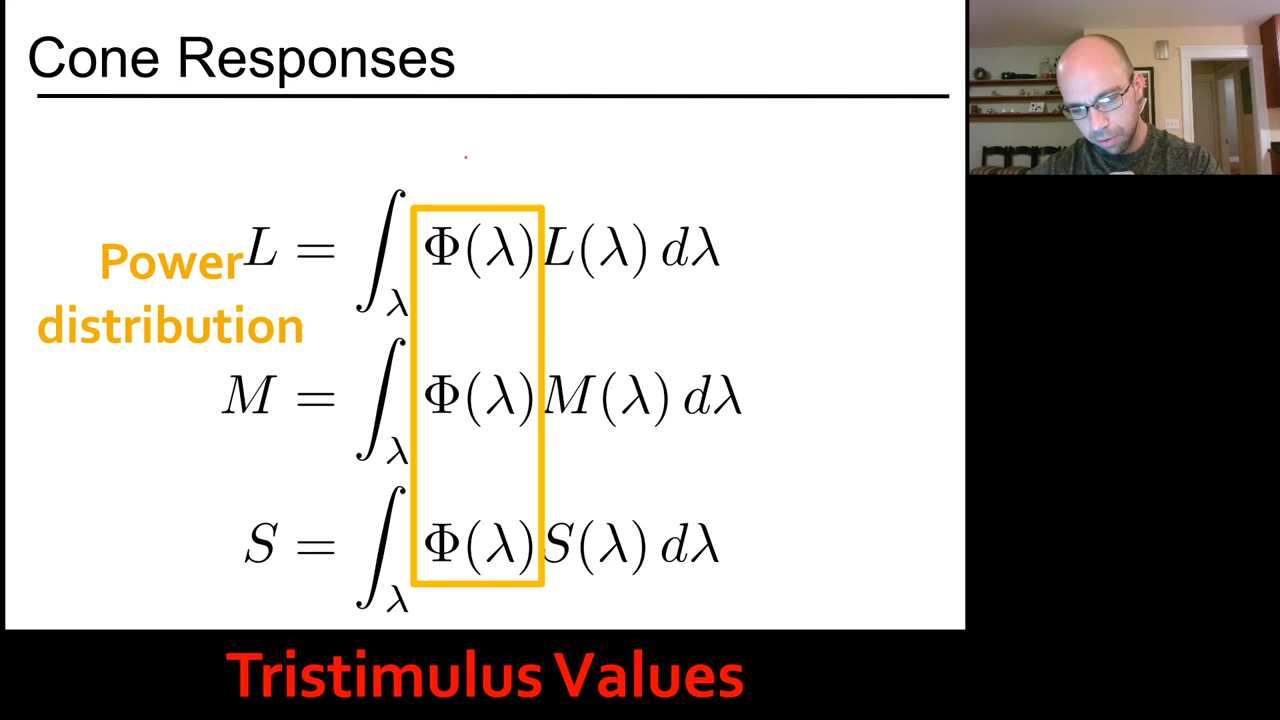 Cone Responses
L = ∫_λ Φ(λ)L(λ) dλ
Power
distribution
M = ∫_λ Φ(λ)M(λ) dλ
S = ∫_λ Φ(λ)S(λ) dλ
Tristimulus Values